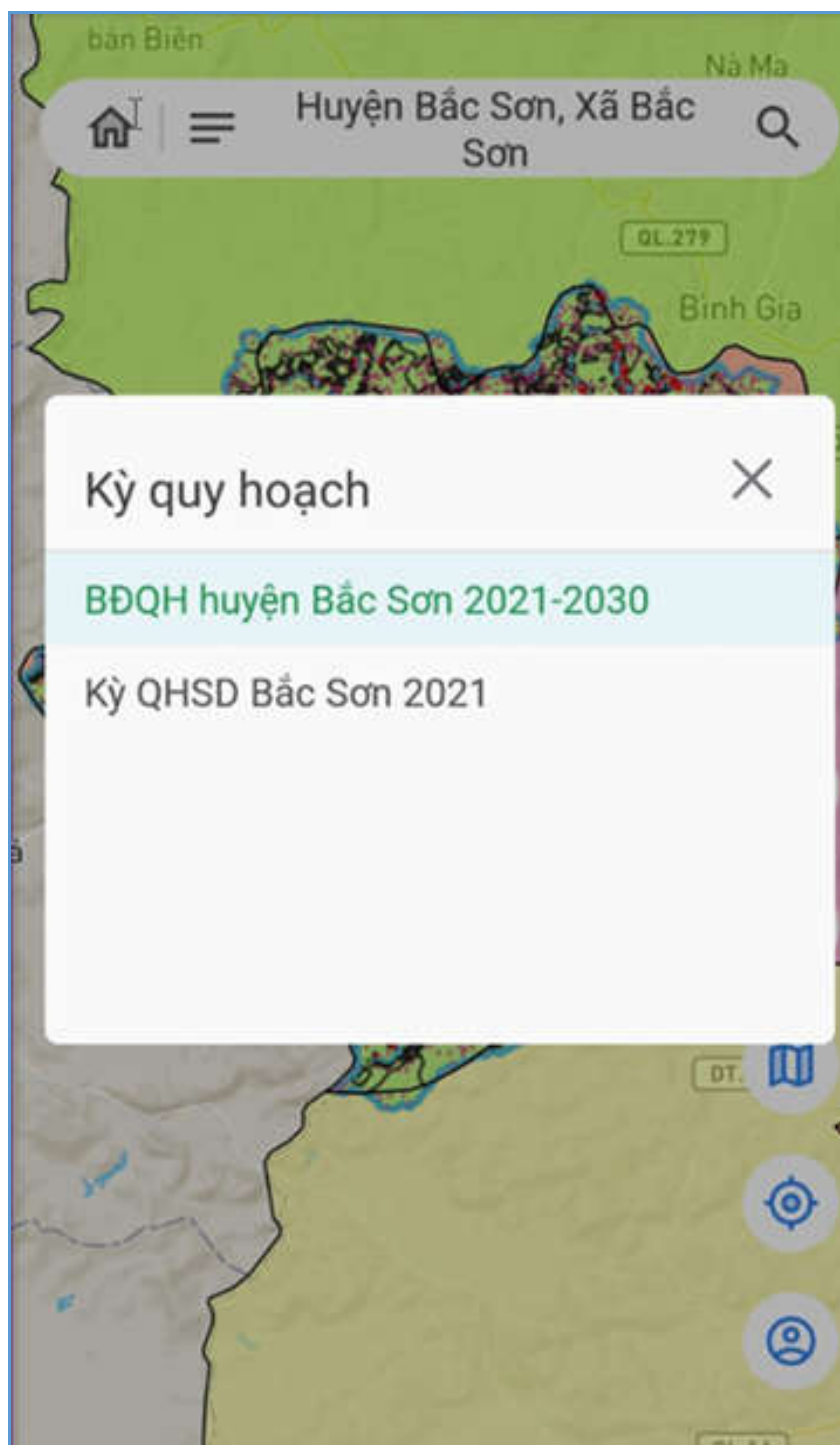 bản Biên
Nà Ma
Huyện Bắc Sơn, Xã Bắc
Sơn
QL.279
Bình Gia
Kỳ quy hoạch
BĐQH huyện Bắc Sơn 2021-2030
Kỳ QHSD Bắc Sơn 2021
DT.